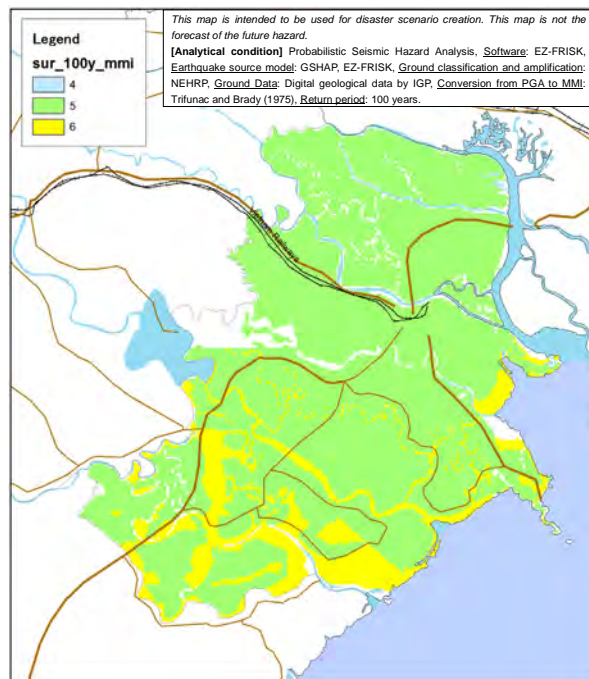 This map is intended to be used for disaster scenario creation. This map is not the
forecast of the future hazard.
[Analytical condition] Probabilistic Seismic Hazard Analysis, Software: EZ-FRISK,
Earthquake source model: GSHAP, EZ-FRISK, Ground classification and amplification:
NEHRP, Ground Data: Digital geological data by IGP, Conversion from PGA to MMI:
Trifunac and Brady (1975), Return period: 100 years.
Legend
sur_100y_mmi
4
5
6
Railway